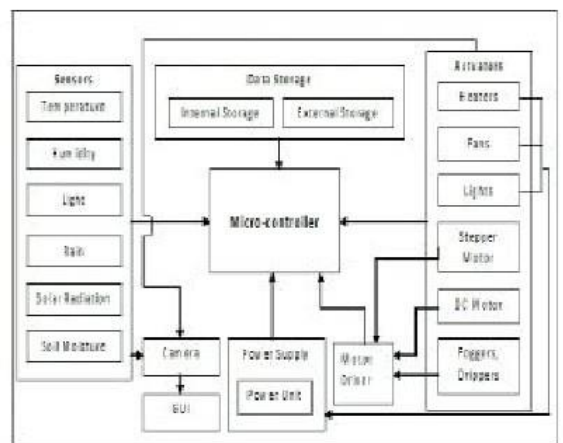 Sensors
Temperature
Humidity
Light
Rain
Solar Radiation
Soil Moisture
Data Storage
Internal Storage
External Storage
Micro-controller
Camera
GUI
Power Supply
Power Unit
Motor
Driver
Actuators
Heaters
Fans
Lights
Stepper
Motor
DC Motor
Foggers,
Drippers